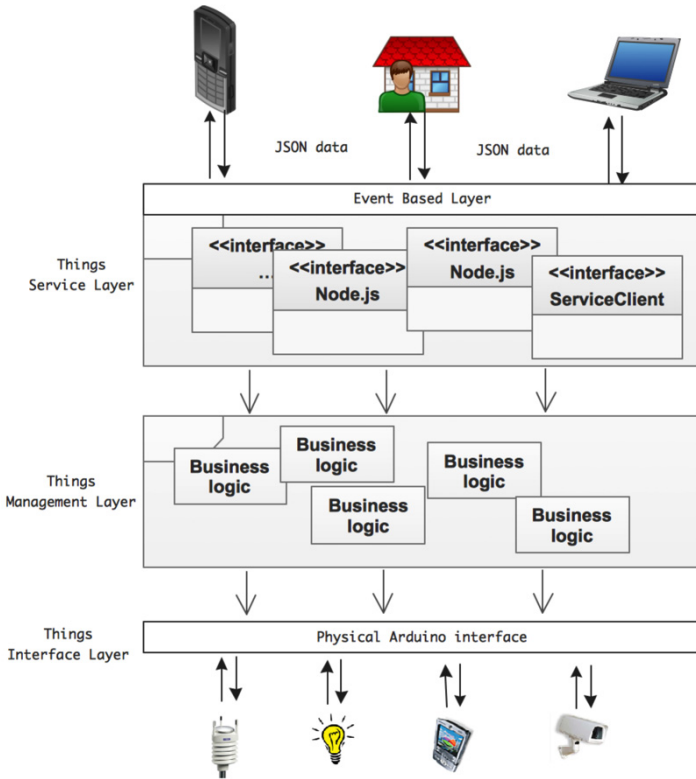 JSON data
JSON data
Event Based Layer
Things
Service Layer
<<interface>>
...
<<interface>>
Node.js
<<interface>>
Node.js
<<interface>>
ServiceClient
Things
Management Layer
Business
logic
Business
logic
Business
logic
Business
logic
Business
logic
Things
Interface Layer
Physical Arduino interface